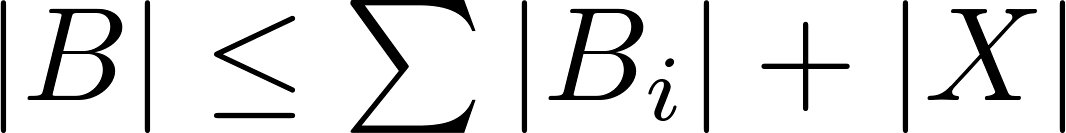 |B| ≤ ∑ |B_i| + |X|